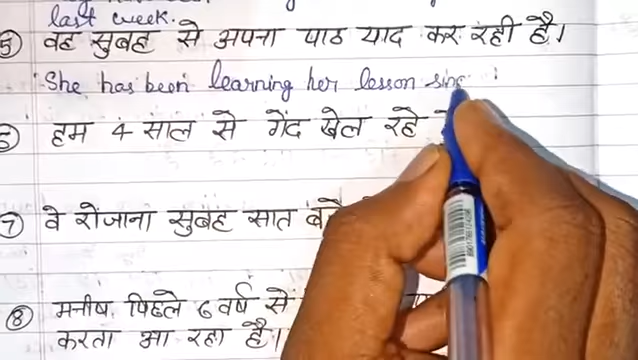 last week.
⑤ वह सुबह से अपना पाठ याद कर रही है।
She has been learning her lesson sinc
⑥ हम 4 साल से गेंद खेल रहे
⑦ वे रोजाना सुबह सात
⑧ मनीष, पिछले 6 वर्ष से
करता आ रहा है।